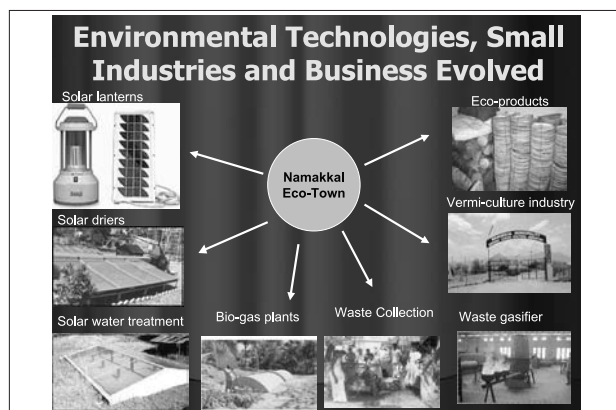 Environmental Technologies, Small
Industries and Business Evolved
Solar lanterns
Eco-products
Namakkal
Eco-Town
Vermi-culture industry
Solar driers
Solar water treatment
Bio-gas plants
Waste Collection
Waste gasifier